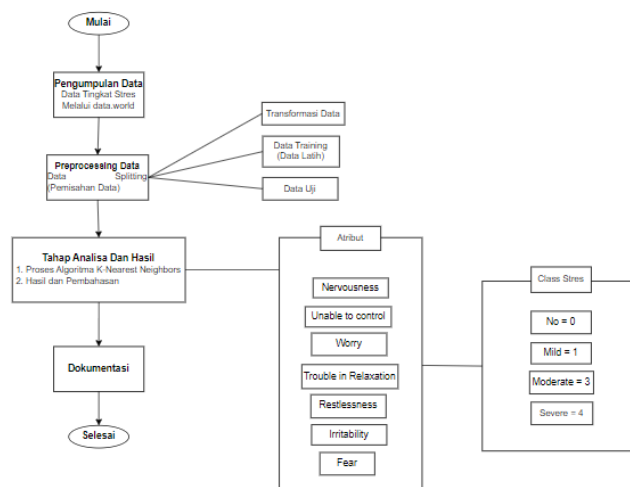 Mulai
Pengumpulan Data
Data Tingkat Stres
Melalui data.world
Preprocessing Data
Data Splitting
(Pemisahan Data)
Transformasi Data
Data Training
(Data Latih)
Data Uji
Tahap Analisa Dan Hasil
1. Proses Algoritma K-Nearest Neighbors
2. Hasil dan Pembahasan
Dokumentasi
Selesai
Atribut
Nervousness
Unable to control
Worry
Trouble in Relaxation
Restlessness
Irritability
Fear
Class Stres
No = 0
Mild = 1
Moderate = 3
Severe = 4